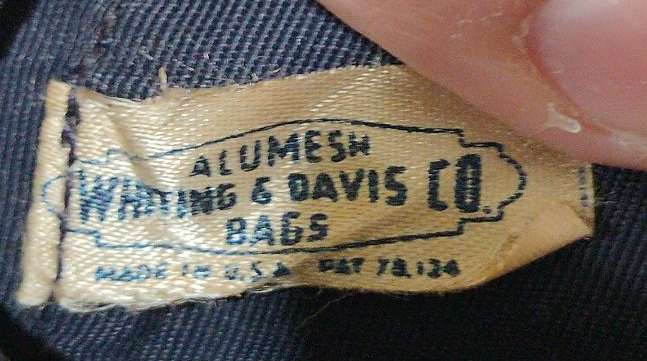 ALUMESH
WHITING & DAVIS CO.
BAGS
MADE IN U.S.A. PAT 78,134